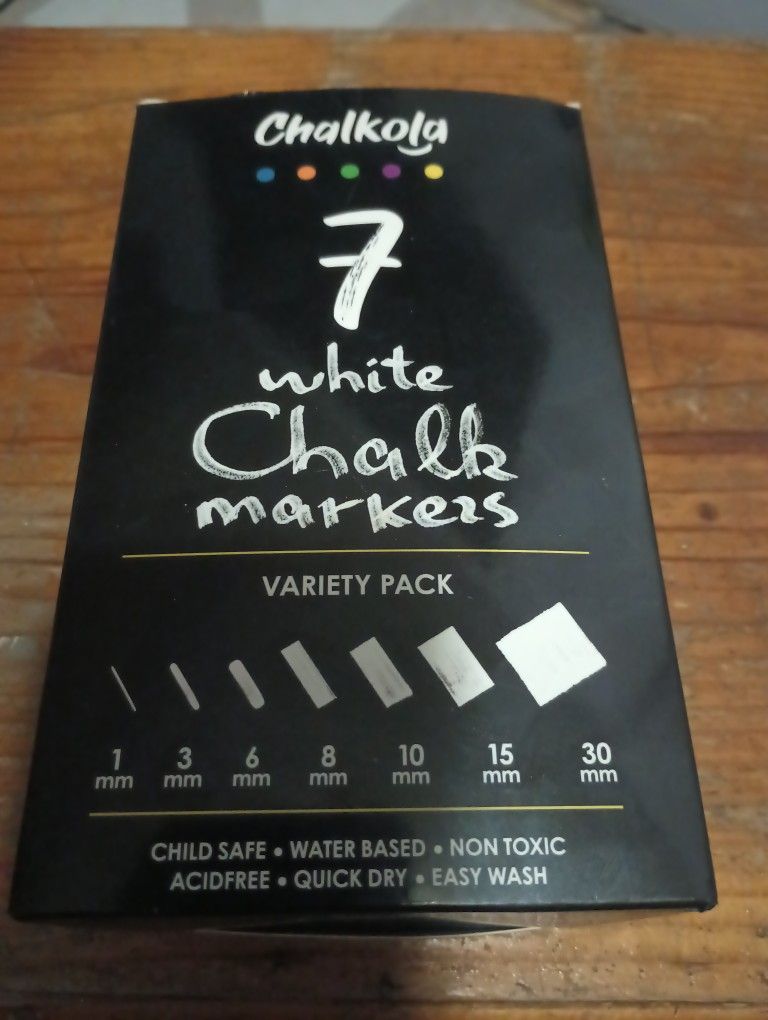 Chalkola
7
white
Chalk
markers
VARIETY PACK
1 3 6 8 10 15 30
mm mm mm mm mm mm mm
CHILD SAFE • WATER BASED • NON TOXIC
ACIDFREE • QUICK DRY • EASY WASH